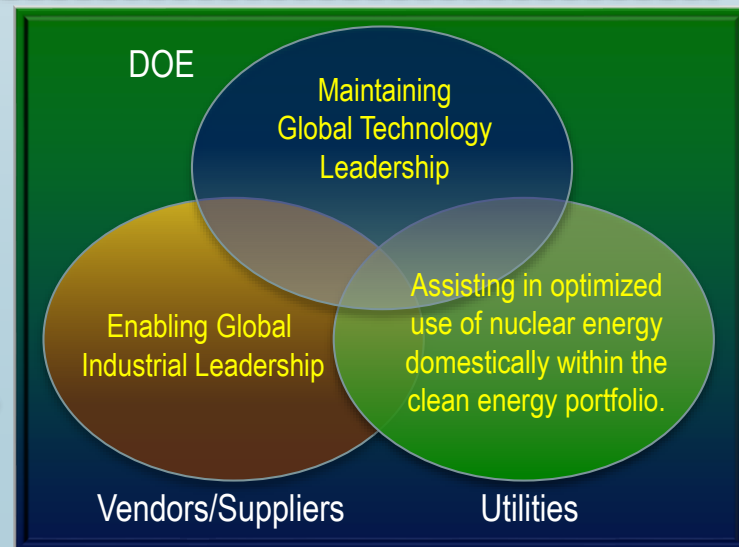 DOE
Maintaining
Global Technology
Leadership
Enabling Global
Industrial Leadership
Assisting in optimized
use of nuclear energy
domestically within the
clean energy portfolio.
Vendors/Suppliers
Utilities